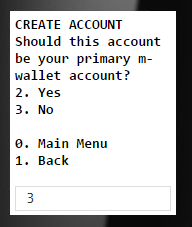 CREATE ACCOUNT
Should this account
be your primary m-
wallet account?
2. Yes
3. No
0. Main Menu
1. Back
3